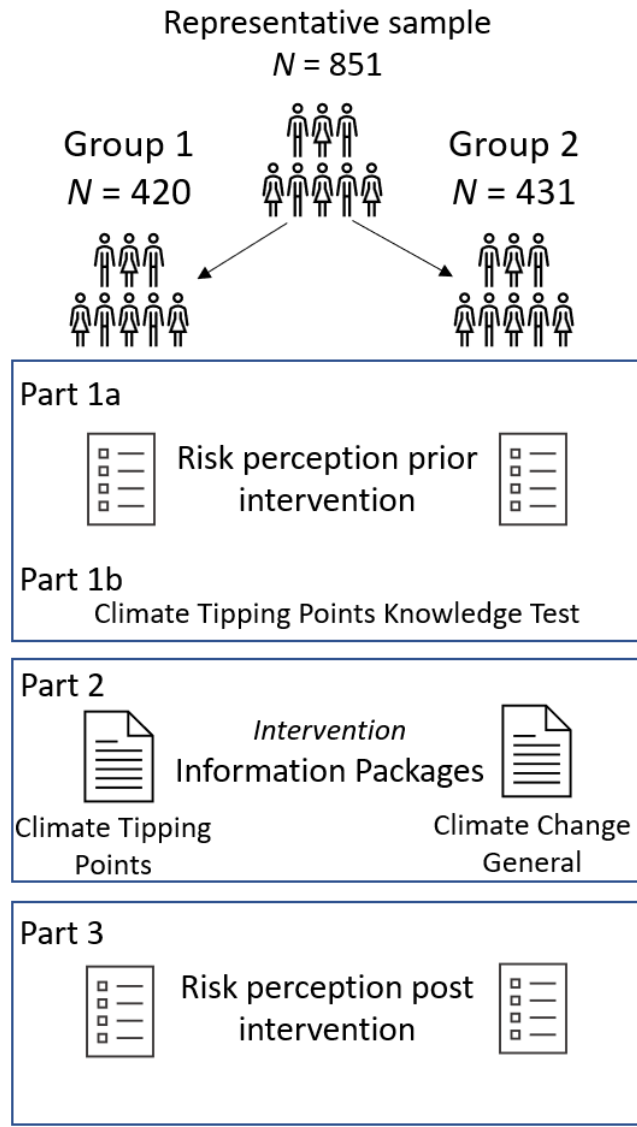 Representative sample
N = 851
Group 1
N = 420
Group 2
N = 431
Part 1a
Risk perception prior
intervention
Part 1b
Climate Tipping Points Knowledge Test
Part 2
Intervention
Information Packages
Climate Tipping
Points
Climate Change
General
Part 3
Risk perception post
intervention